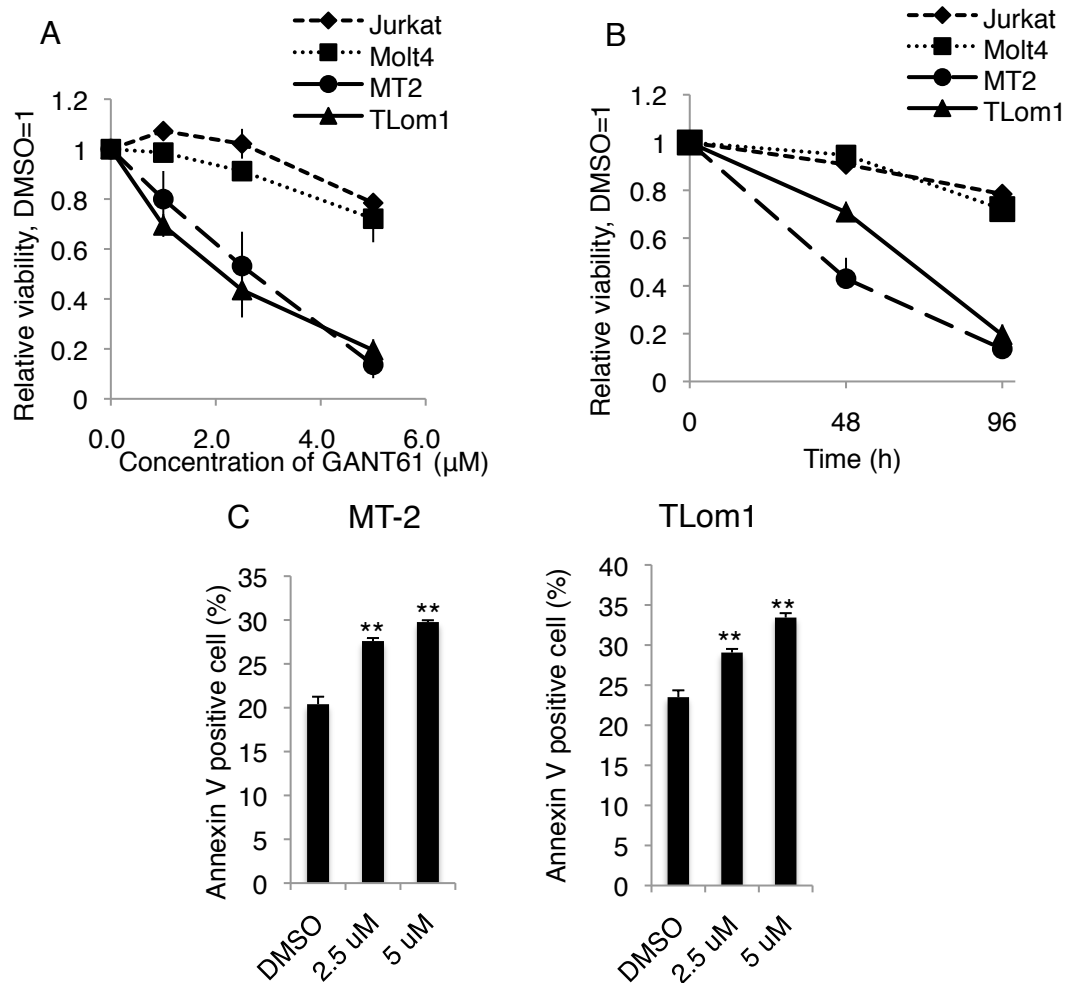 A
Jurkat
Molt4
MT2
TLom1
Relative viability, DMSO=1
1.2
1
0.8
0.6
0.4
0.2
0
0.0
2.0
4.0
6.0
Concentration of GANT61 (μM)
B
Jurkat
Molt4
MT2
TLom1
Relative viability, DMSO=1
1.2
1
0.8
0.6
0.4
0.2
0
0
48
96
Time (h)
C
MT-2
Annexin V positive cell (%)
35
30
25
20
15
10
5
0
**
**
DMSO
2.5 uM
5 uM
TLom1
Annexin V positive cell (%)
40
35
30
25
20
15
10
5
0
**
**
DMSO
2.5 uM
5 uM